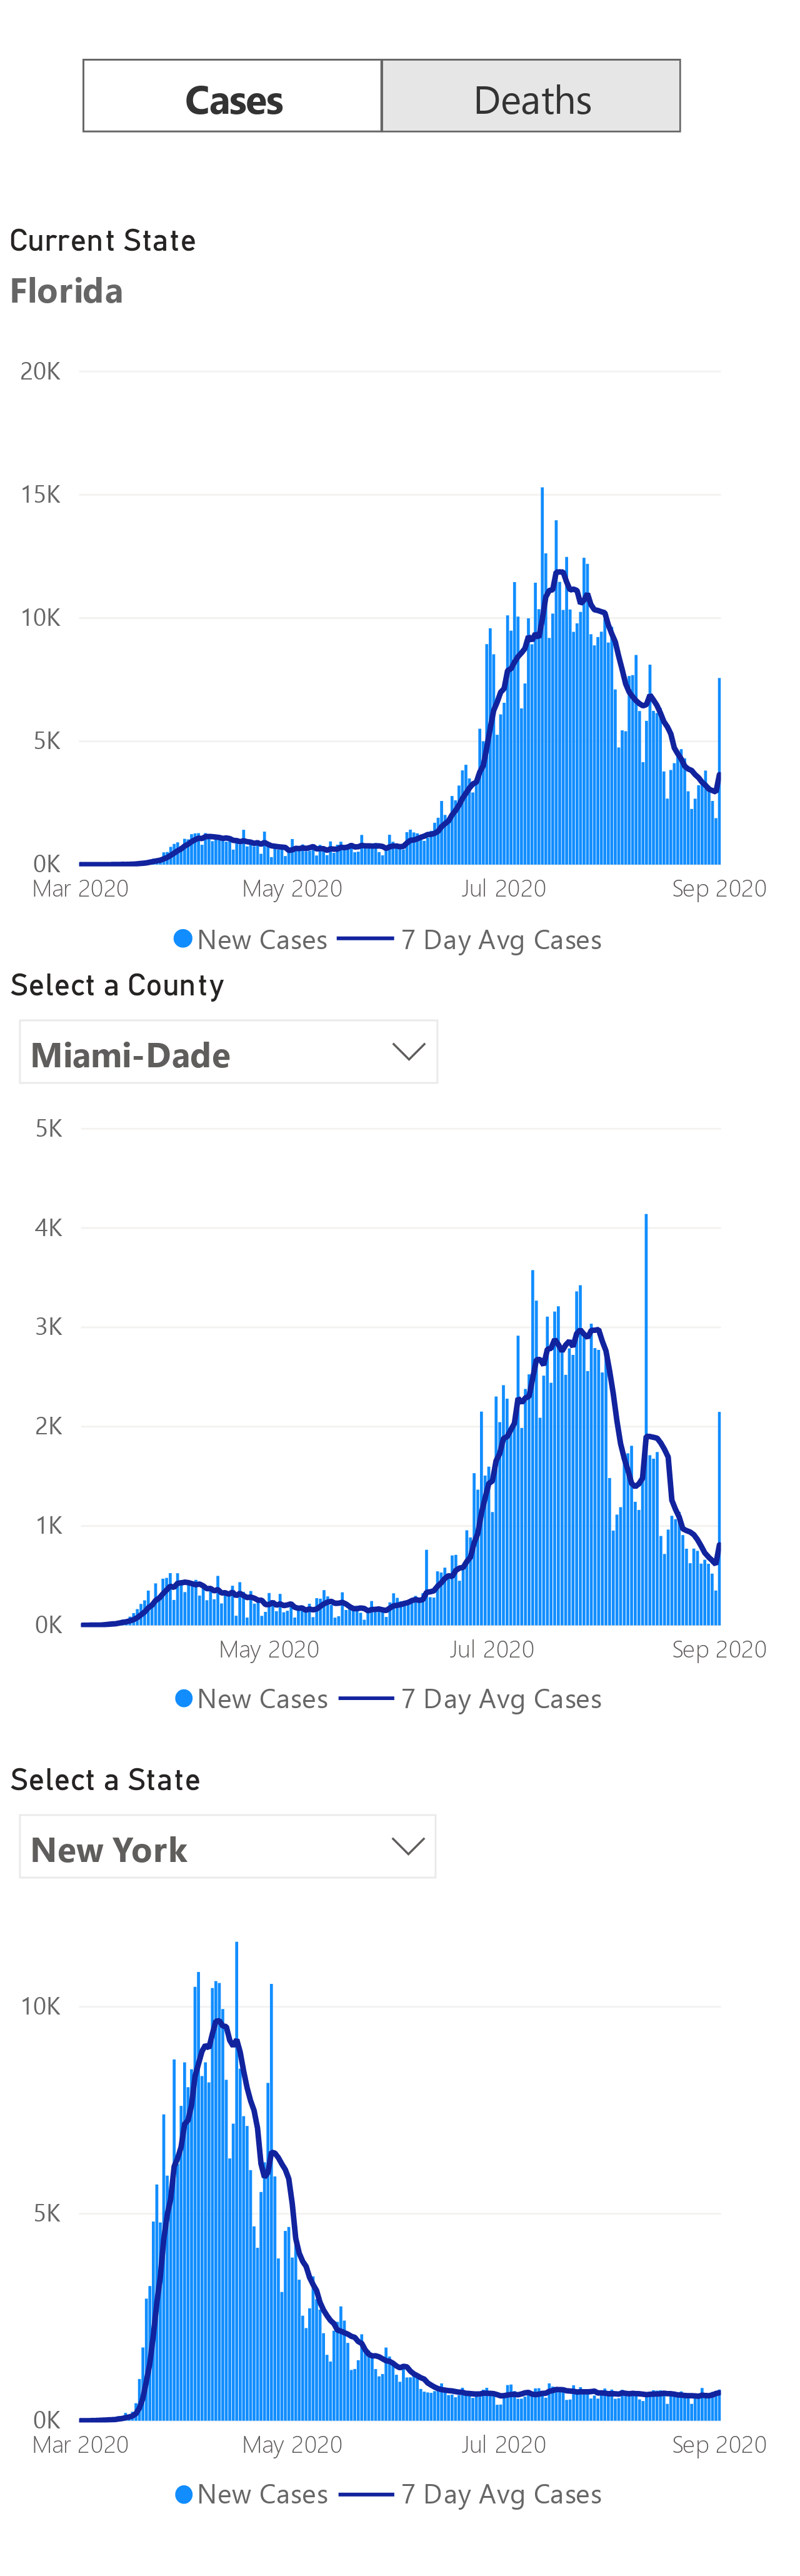 Cases Deaths
Current State
Florida
20K
15K
10K
5K
0K
Mar 2020 May 2020 Jul 2020 Sep 2020
New Cases 7 Day Avg Cases
Select a County
Miami-Dade
5K
4K
3K
2K
1K
0K
May 2020 Jul 2020 Sep 2020
New Cases 7 Day Avg Cases
Select a State
New York
10K
5K
0K
Mar 2020 May 2020 Jul 2020 Sep 2020
New Cases 7 Day Avg Cases